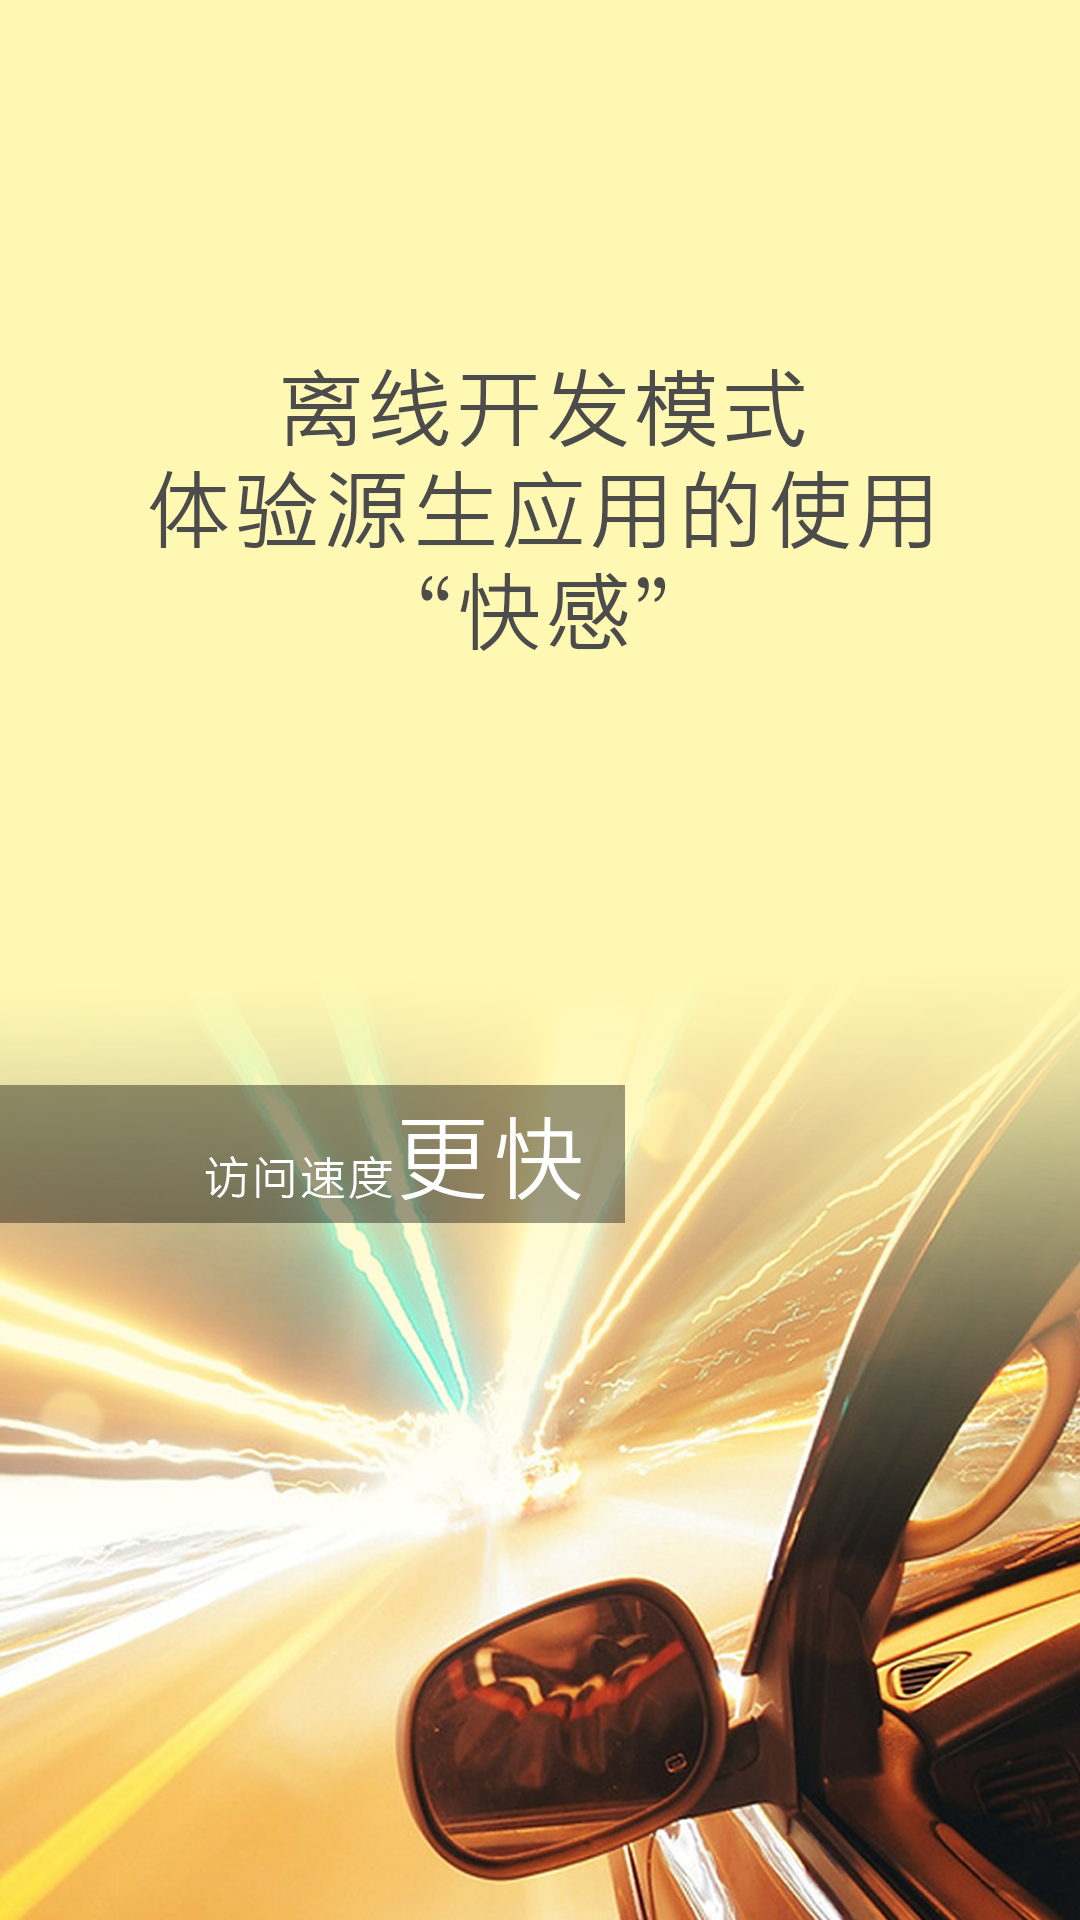 离线开发模式
体验源生应用的使用
“快感”
访问速度更快